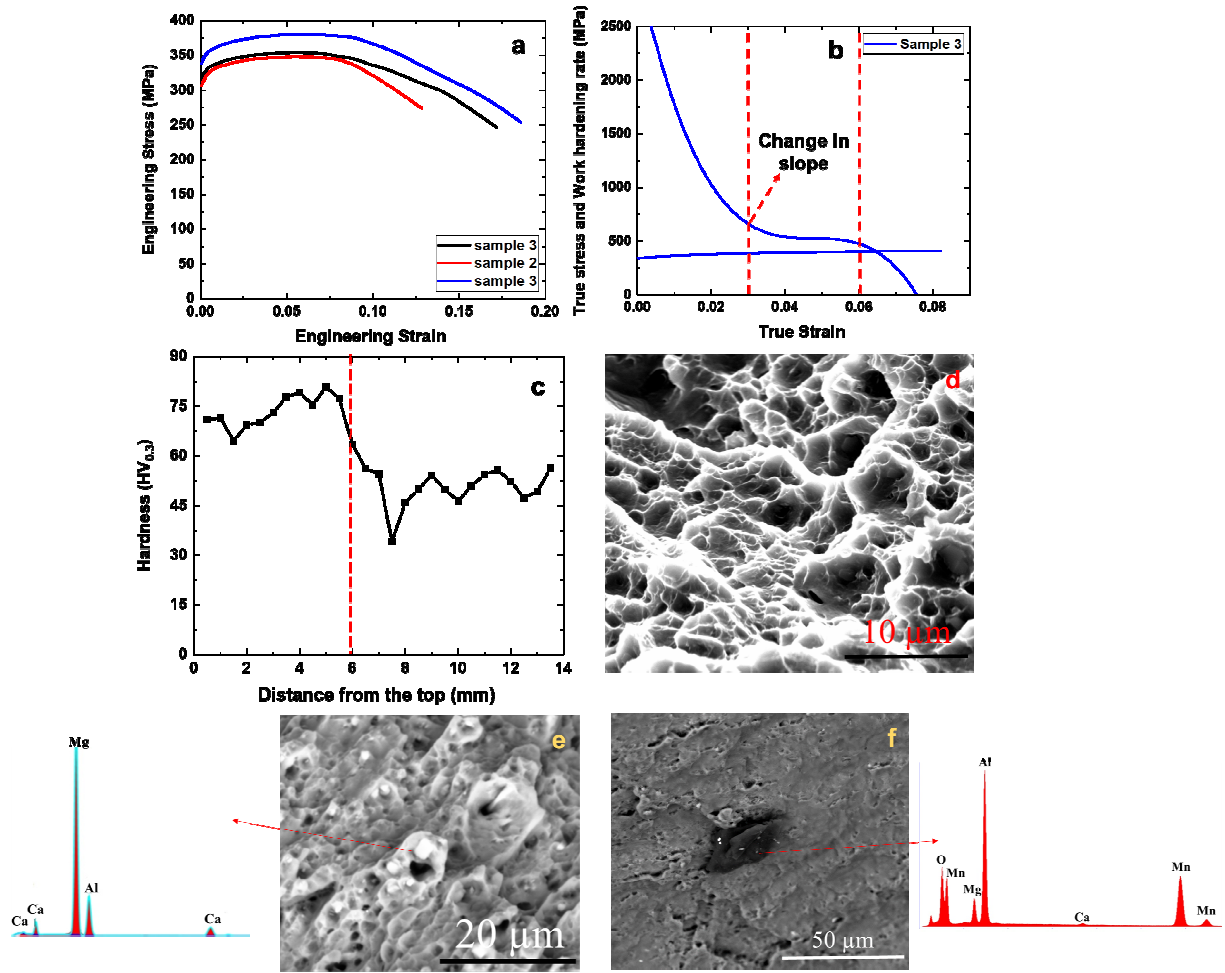 a
Engineering Stress (MPa)
400
350
300
250
200
150
100
50
0
0.00
0.05
0.10
0.15
0.20
Engineering Strain
sample 3
sample 2
sample 3
b
True stress and Work hardening rate (MPa)
2500
2000
1500
1000
500
0
0.00
0.02
0.04
0.06
0.08
True Strain
Sample 3
Change in
slope
c
Hardness (HV0.3)
90
75
60
45
30
15
0
0
2
4
6
8
10
12
14
Distance from the top (mm)
d
10 µm
Mg
Al
Ca
Ca
Ca
e
20 µm
f
50 µm
Al
O
Mn
Mg
Ca
Mn
Mn